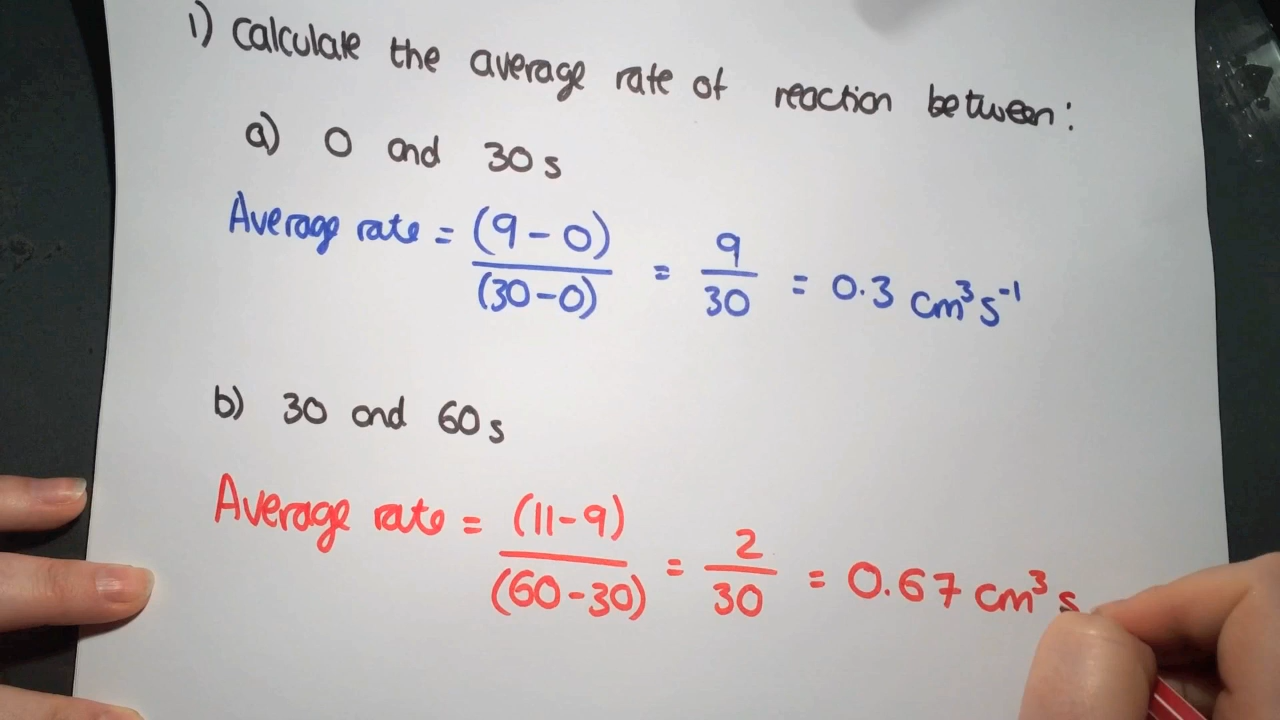 1) Calculate the average rate of reaction between:
a) 0 and 30 s
Average rate = (9 - 0) / (30 - 0) = 9 / 30 = 0.3 cm³ s⁻¹
b) 30 and 60 s
Average rate = (11 - 9) / (60 - 30) = 2 / 30 = 0.67 cm³ s